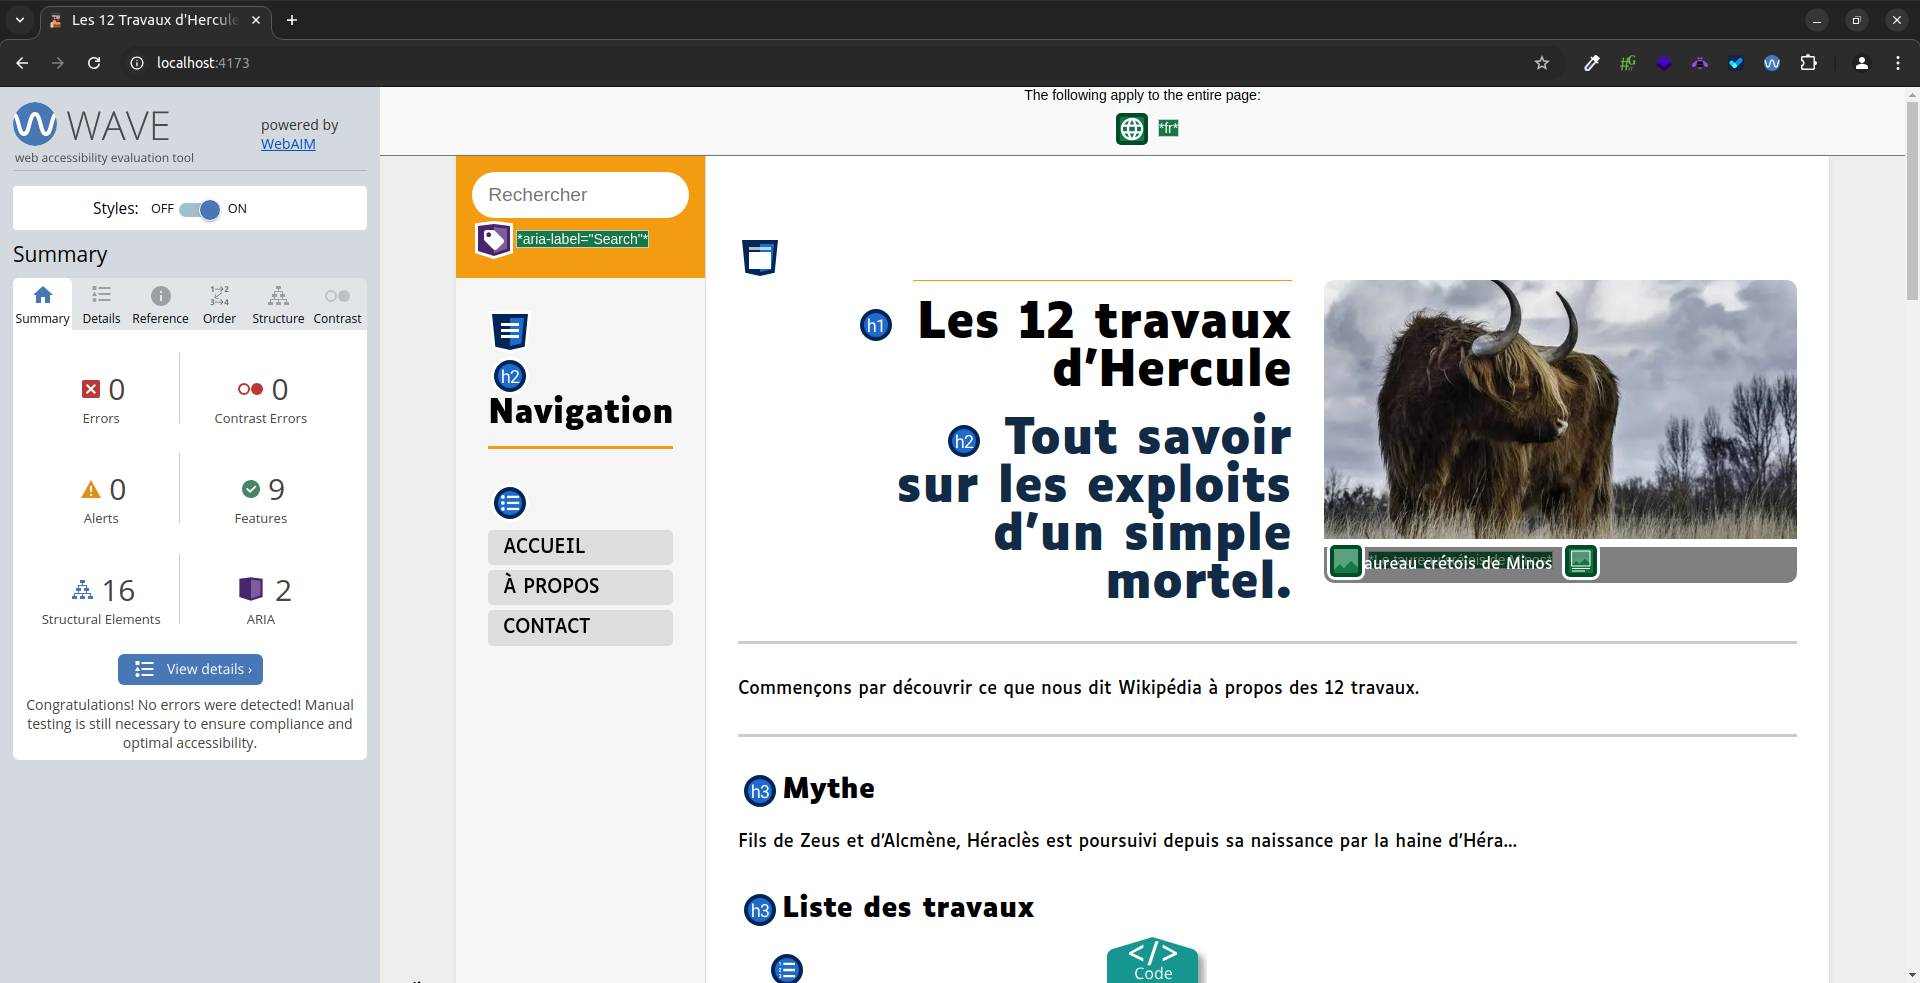 Les 12 Travaux d'Hercule
localhost:4173
WAVE
web accessibility evaluation tool
powered by
WebAIM
Styles: OFF ON
Summary
Summary Details Reference Order Structure Contrast
0
Errors
0
Contrast Errors
0
Alerts
9
Features
16
Structural Elements
2
ARIA
View details ›
Congratulations! No errors were detected! Manual
testing is still necessary to ensure compliance and
optimal accessibility.
The following apply to the entire page:
*fr*
Rechercher
*aria-label="Search"*
h2
Navigation
ACCUEIL
À PROPOS
CONTACT
h1 Les 12 travaux
d'Hercule
h2 Tout savoir
sur les exploits
d'un simple
mortel.
aureau crétois de Minos
Commençons par découvrir ce que nous dit Wikipédia à propos des 12 travaux.
h3 Mythe
Fils de Zeus et d'Alcmène, Héraclès est poursuivi depuis sa naissance par la haine d'Héra...
h3 Liste des travaux
</>
Code